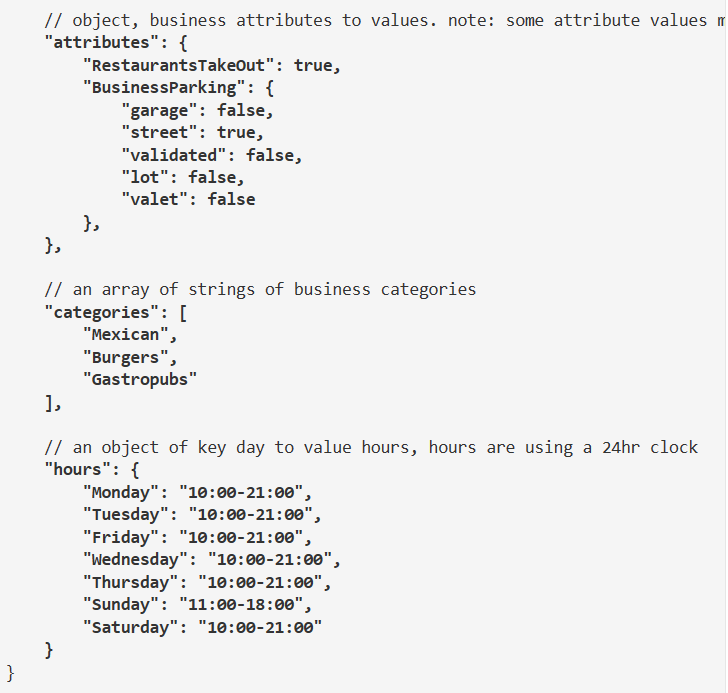 // object, business attributes to values. note: some attribute values
"attributes": {
"RestaurantsTakeOut": true,
"BusinessParking": {
"garage": false,
"street": true,
"validated": false,
"lot": false,
"valet": false
},
},
// an array of strings of business categories
"categories": [
"Mexican",
"Burgers",
"Gastropubs"
],
// an object of key day to value hours, hours are using a 24hr clock
"hours": {
"Monday": "10:00-21:00",
"Tuesday": "10:00-21:00",
"Friday": "10:00-21:00",
"Wednesday": "10:00-21:00",
"Thursday": "10:00-21:00",
"Sunday": "11:00-18:00",
"Saturday": "10:00-21:00"
}
}